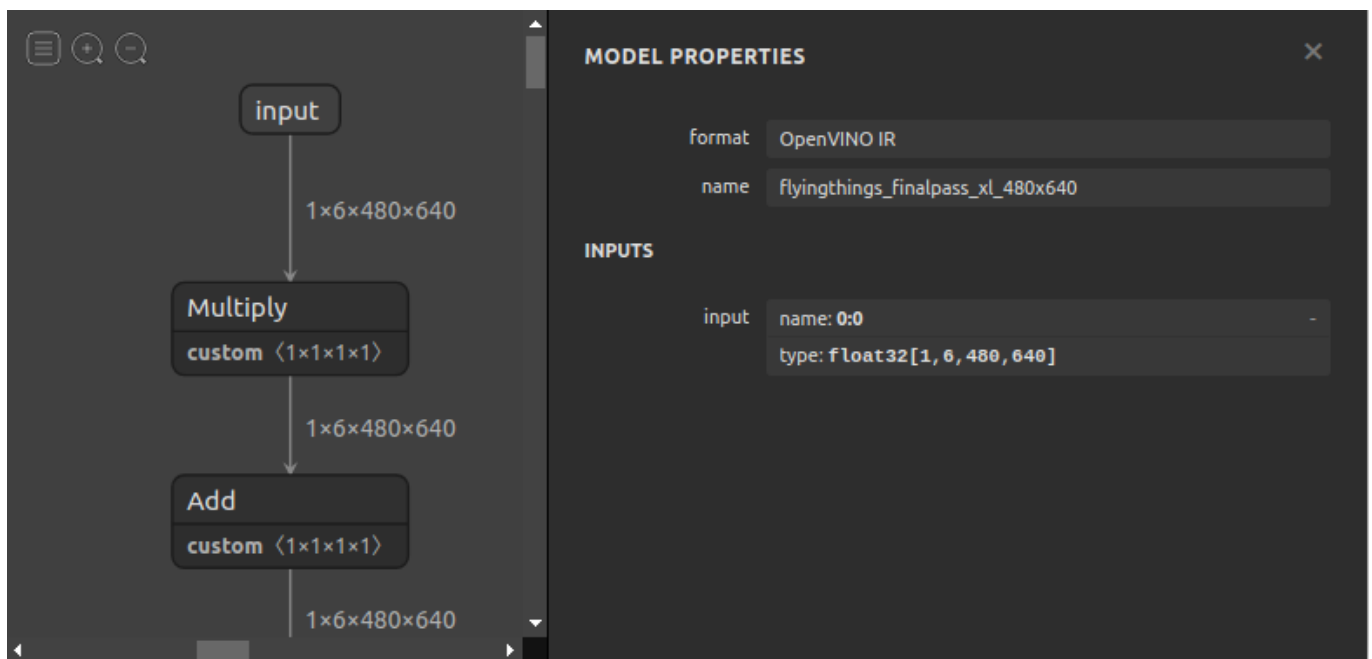 input
1×6×480×640
Multiply
custom 〈1×1×1×1〉
1×6×480×640
Add
custom 〈1×1×1×1〉
1×6×480×640
MODEL PROPERTIES
×
format OpenVINO IR
name flyingthings_finalpass_xl_480x640
INPUTS
input name: 0:0 -
type: float32[1,6,480,640]